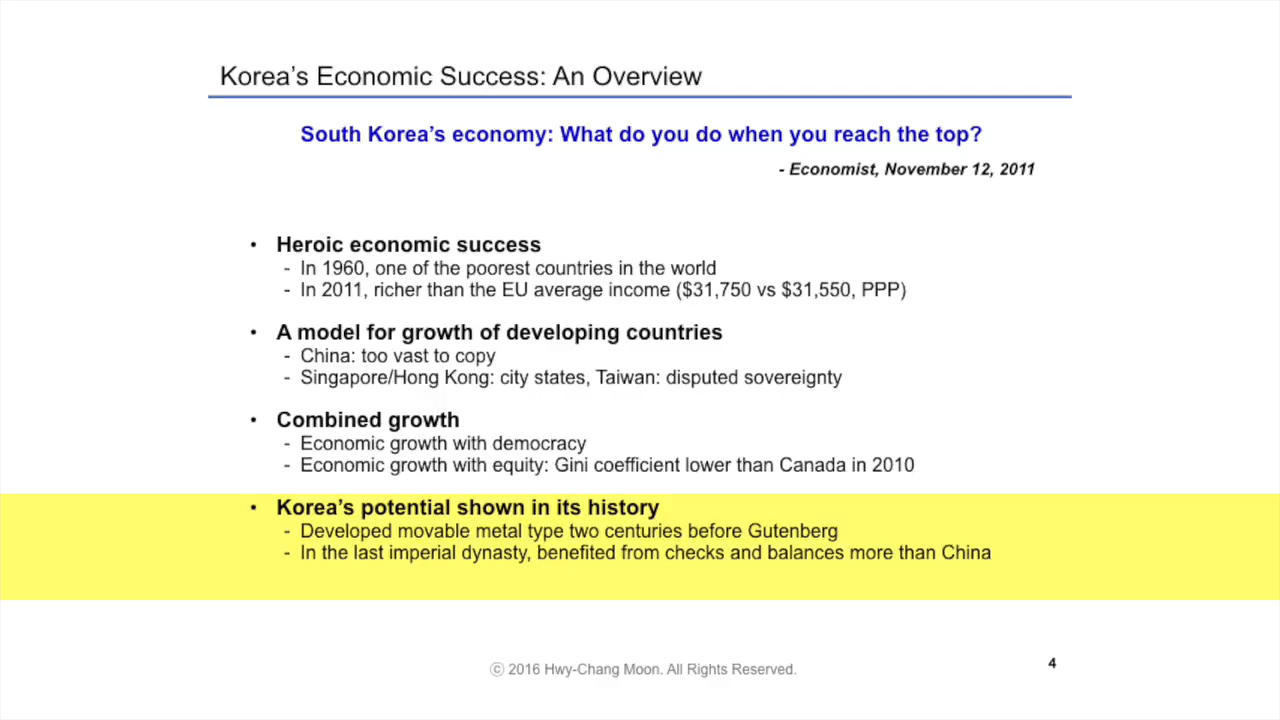 Korea's Economic Success: An Overview
South Korea's economy: What do you do when you reach the top?
- Economist, November 12, 2011
• Heroic economic success
- In 1960, one of the poorest countries in the world
- In 2011, richer than the EU average income ($31,750 vs $31,550, PPP)
• A model for growth of developing countries
- China: too vast to copy
- Singapore/Hong Kong: city states, Taiwan: disputed sovereignty
• Combined growth
- Economic growth with democracy
- Economic growth with equity: Gini coefficient lower than Canada in 2010
• Korea's potential shown in its history
- Developed movable metal type two centuries before Gutenberg
- In the last imperial dynasty, benefited from checks and balances more than China
ⓒ 2016 Hwy-Chang Moon. All Rights Reserved.
4